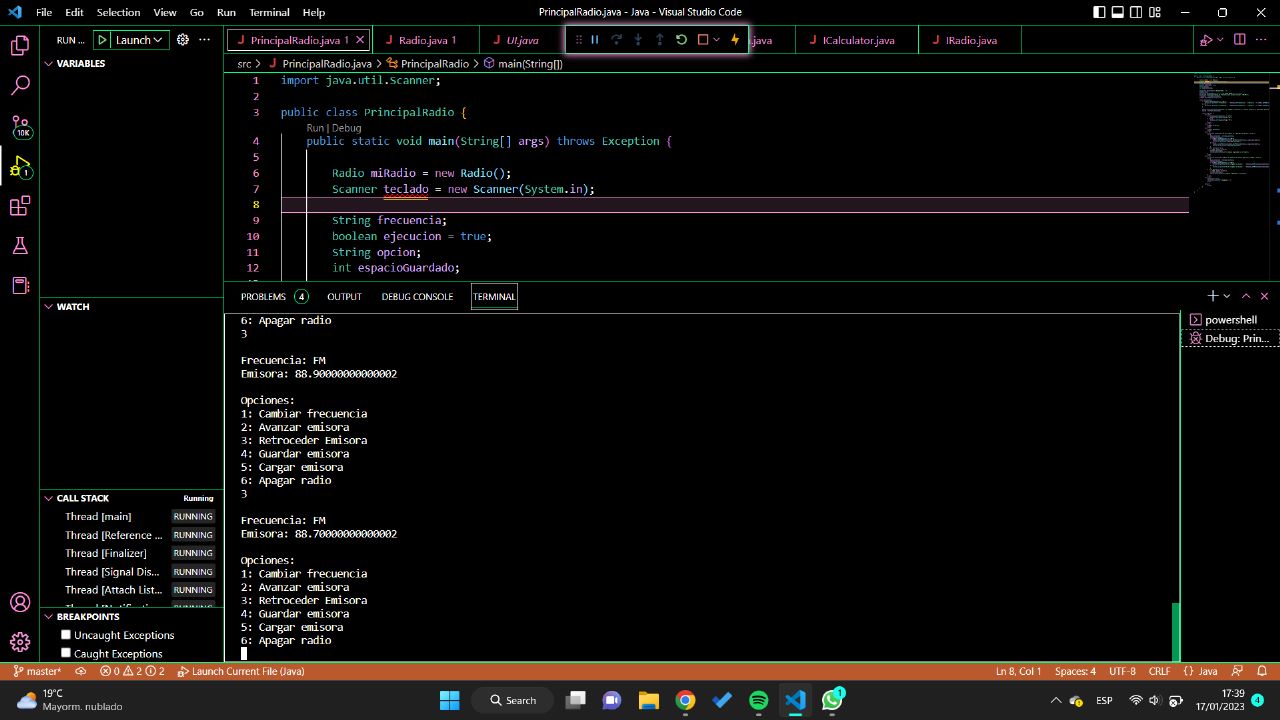 File Edit Selection View Go Run Terminal Help
PrincipalRadio.java - Java - Visual Studio Code
RUN ... Launch
PrincipalRadio.java 1
Radio.java 1
UI.java
.java
ICalculator.java
IRadio.java
src > PrincipalRadio.java > PrincipalRadio > main(String[])
VARIABLES
1 import java.util.Scanner;
2
3 public class PrincipalRadio {
Run | Debug
4 public static void main(String[] args) throws Exception {
5
6 Radio miRadio = new Radio();
7 Scanner teclado = new Scanner(System.in);
8
9 String frecuencia;
10 boolean ejecucion = true;
11 String opcion;
12 int espacioGuardado;
10K
1
WATCH
CALL STACK Running
Thread [main] RUNNING
Thread [Reference ... RUNNING
Thread [Finalizer] RUNNING
Thread [Signal Dis... RUNNING
Thread [Attach List... RUNNING
BREAKPOINTS
Uncaught Exceptions
Caught Exceptions
PROBLEMS 4 OUTPUT DEBUG CONSOLE TERMINAL
powershell
Debug: Prin...
6: Apagar radio
3
Frecuencia: FM
Emisora: 88.90000000000002
Opciones:
1: Cambiar frecuencia
2: Avanzar emisora
3: Retroceder Emisora
4: Guardar emisora
5: Cargar emisora
6: Apagar radio
3
Frecuencia: FM
Emisora: 88.70000000000002
Opciones:
1: Cambiar frecuencia
2: Avanzar emisora
3: Retroceder Emisora
4: Guardar emisora
5: Cargar emisora
6: Apagar radio
master* 0 2 2 Launch Current File (Java)
Ln 8, Col 1 Spaces: 4 UTF-8 CRLF {} Java
19°C
Mayorm. nublado
Search
1
ESP
17:39
17/01/2023
4